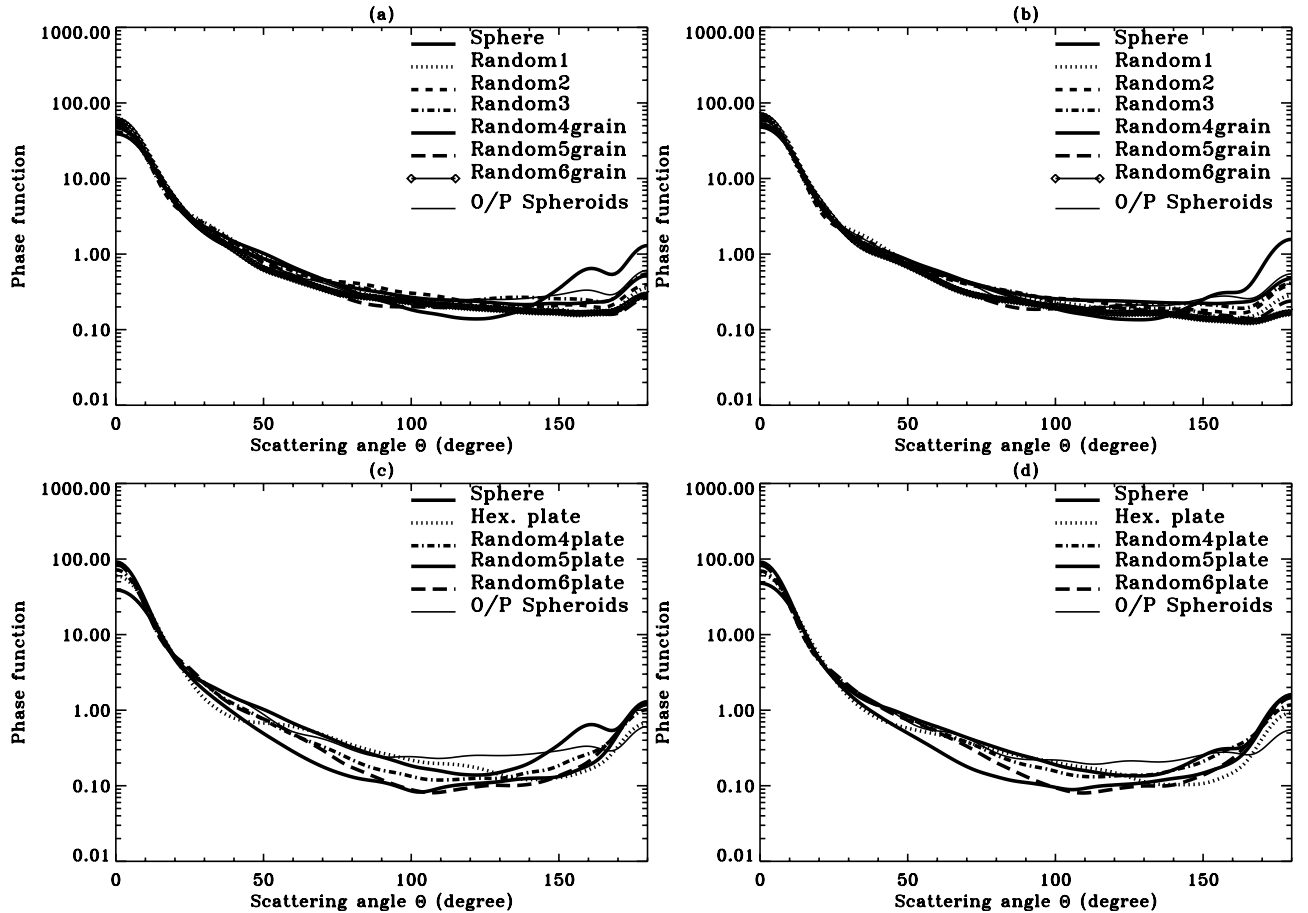 (a)
1000.00
100.00
10.00
1.00
0.10
0.01
Phase function
Sphere
Random1
Random2
Random3
Random4grain
Random5grain
Random6grain
O/P Spheroids
0 50 100 150
Scattering angle Θ (degree)
(b)
1000.00
100.00
10.00
1.00
0.10
0.01
Phase function
Sphere
Random1
Random2
Random3
Random4grain
Random5grain
Random6grain
O/P Spheroids
0 50 100 150
Scattering angle Θ (degree)
(c)
1000.00
100.00
10.00
1.00
0.10
0.01
Phase function
Sphere
Hex. plate
Random4plate
Random5plate
Random6plate
O/P Spheroids
0 50 100 150
Scattering angle Θ (degree)
(d)
1000.00
100.00
10.00
1.00
0.10
0.01
Phase function
Sphere
Hex. plate
Random4plate
Random5plate
Random6plate
O/P Spheroids
0 50 100 150
Scattering angle Θ (degree)